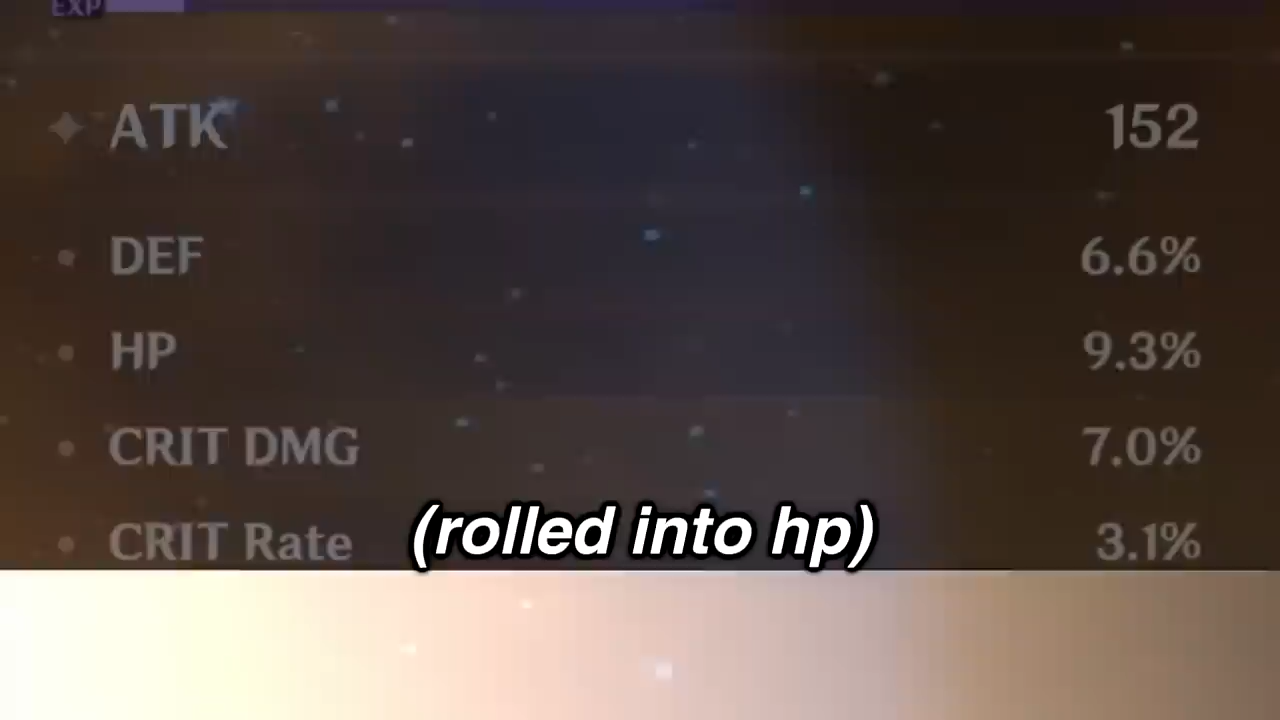 EXP
ATK 152
DEF 6.6%
HP 9.3%
CRIT DMG 7.0%
(rolled into hp)
CRIT Rate 3.1%